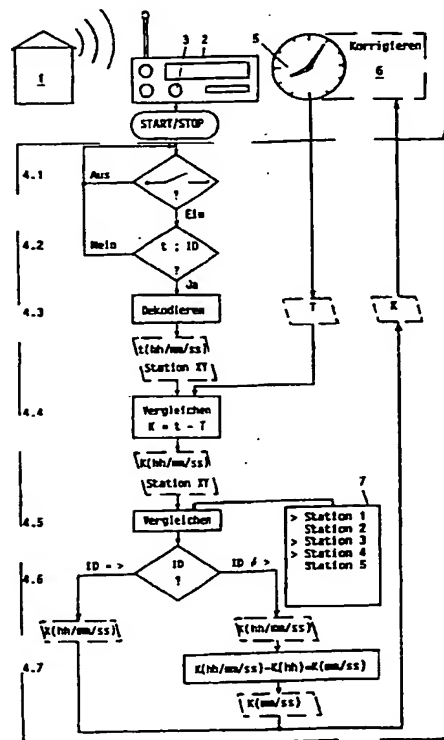 5
3 2
Korrigieren
6
1
START/STOP
4.1
Aus
?
Ein
4.2
Nein
t ; ID
?
Ja
4.3
Dekodieren
T
K
t(hh/mm/ss)
Station XY
4.4
Vergleichen
K = t - T
K(hh/mm/ss)
Station XY
7
4.5
Vergleichen
> Station 1
Station 2
> Station 3
> Station 4
Station 5
4.6
ID = >
ID
?
ID ≠ >
K(hh/mm/ss)
K(hh/mm/ss)
4.7
K(hh/mm/ss)-K(hh)=K(mm/ss)
K(mm/ss)